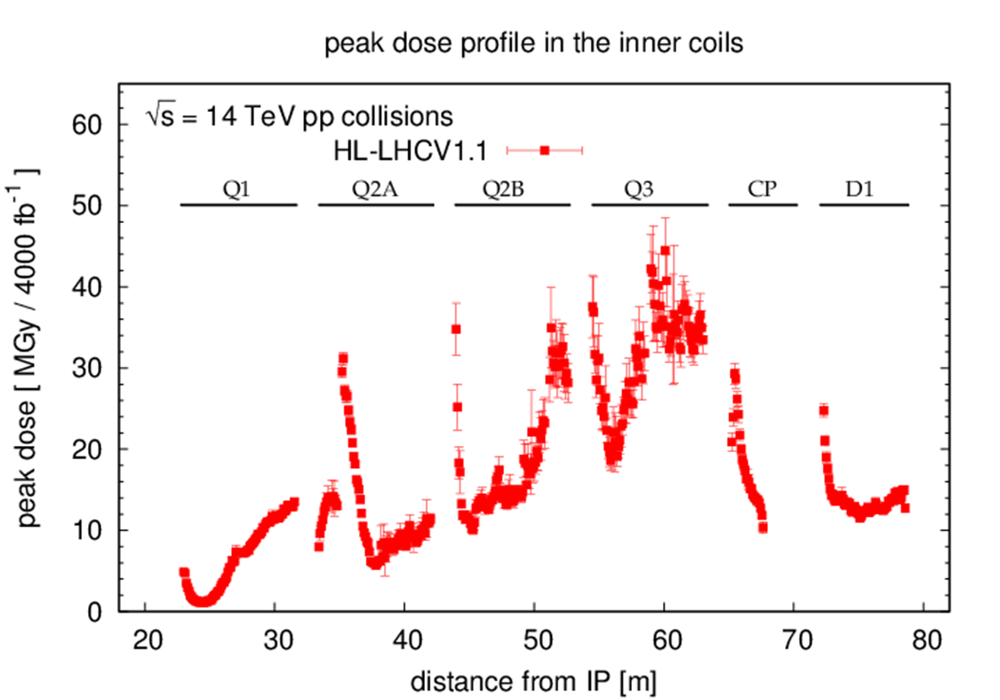 peak dose profile in the inner coils
√s = 14 TeV pp collisions
HL-LHCV1.1
Q1 Q2A Q2B Q3 CP D1
peak dose [ MGy / 4000 fb⁻¹ ]
60
50
40
30
20
10
0
20 30 40 50 60 70 80
distance from IP [m]